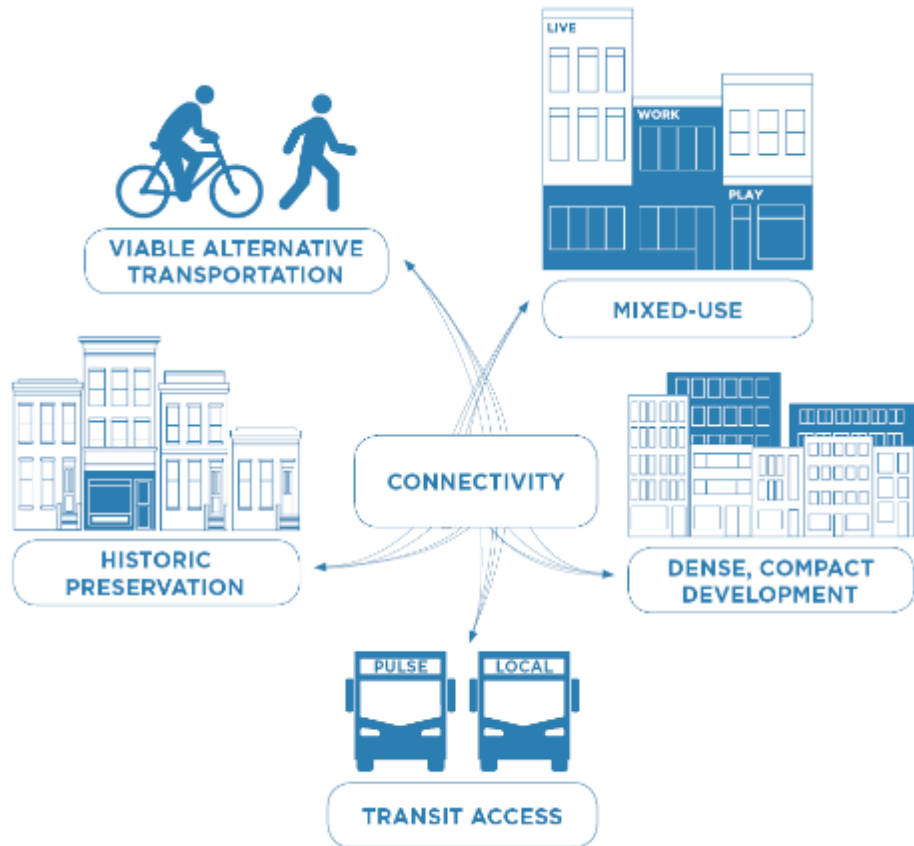 LIVE
WORK
PLAY
VIABLE ALTERNATIVE
TRANSPORTATION
MIXED-USE
CONNECTIVITY
HISTORIC
PRESERVATION
DENSE, COMPACT
DEVELOPMENT
PULSE
LOCAL
TRANSIT ACCESS